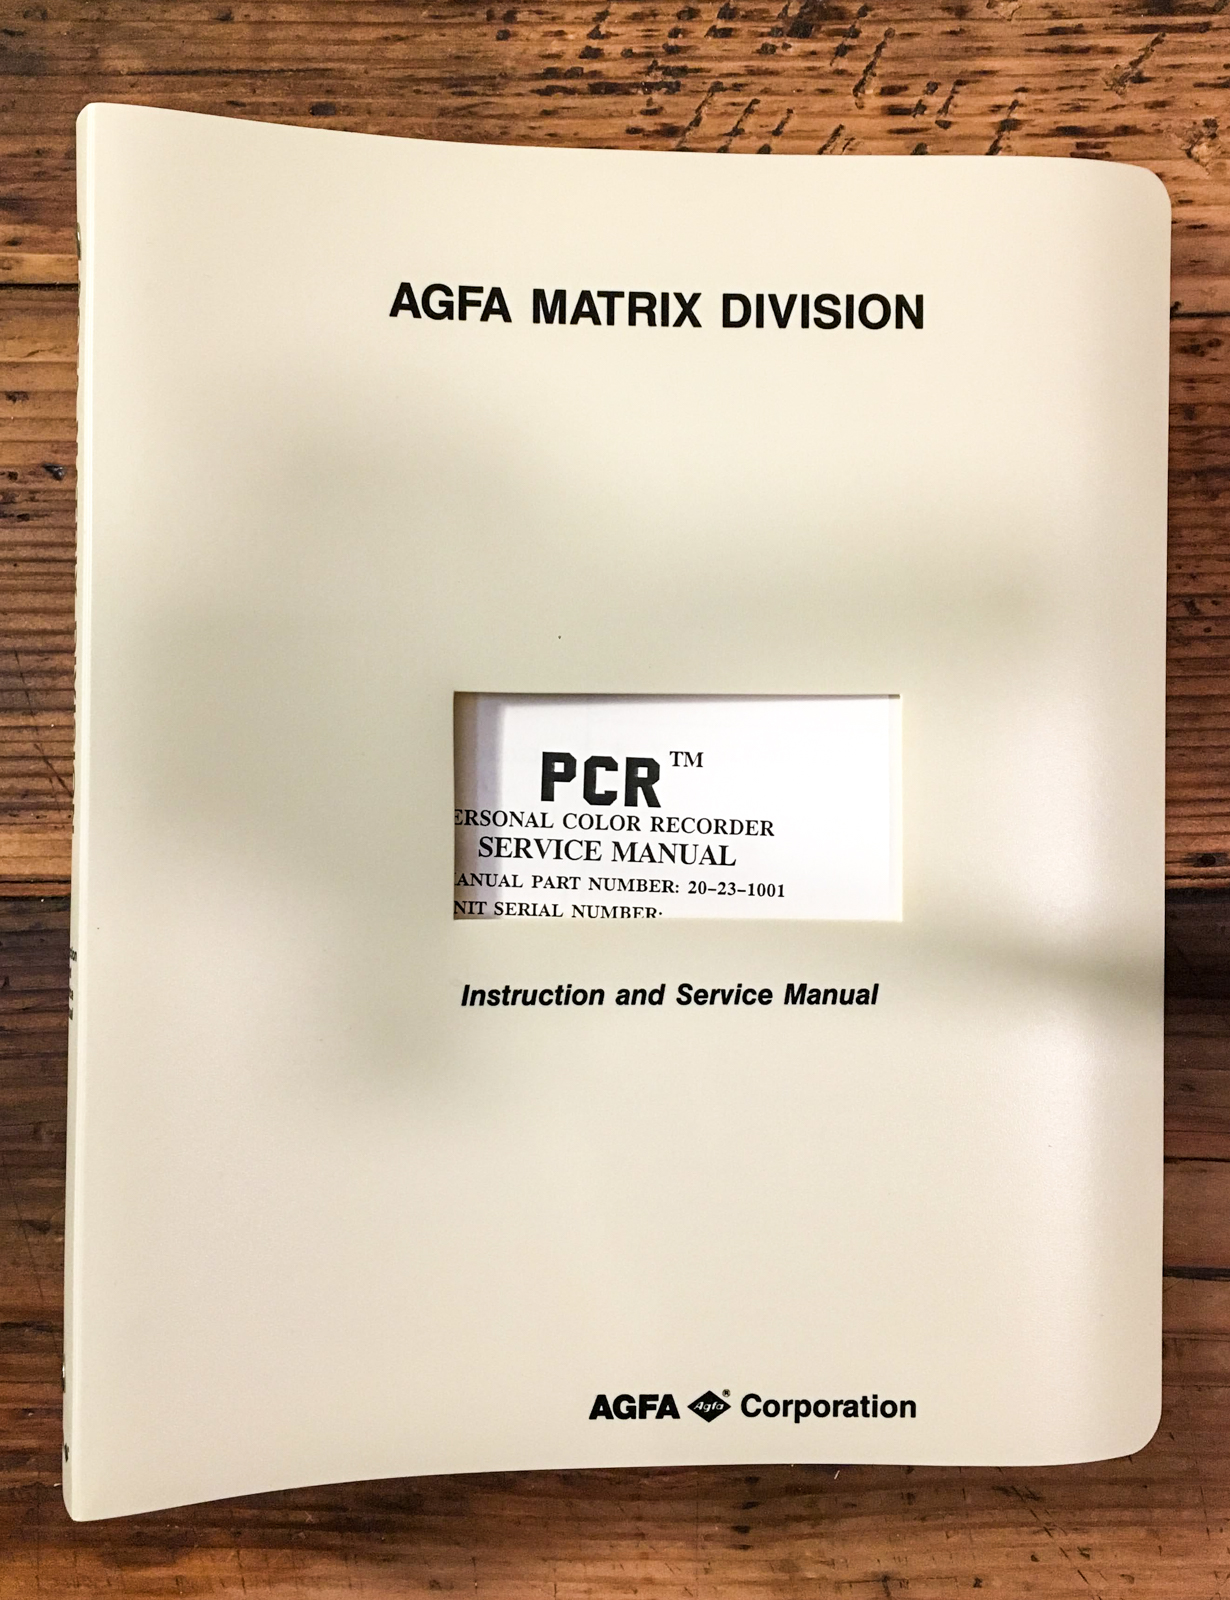 AGFA MATRIX DIVISION
PCR™
ERSONAL COLOR RECORDER
SERVICE MANUAL
ANUAL PART NUMBER: 20-23-1001
NIT SERIAL NUMBER:
Instruction and Service Manual
AGFA Agfa® Corporation